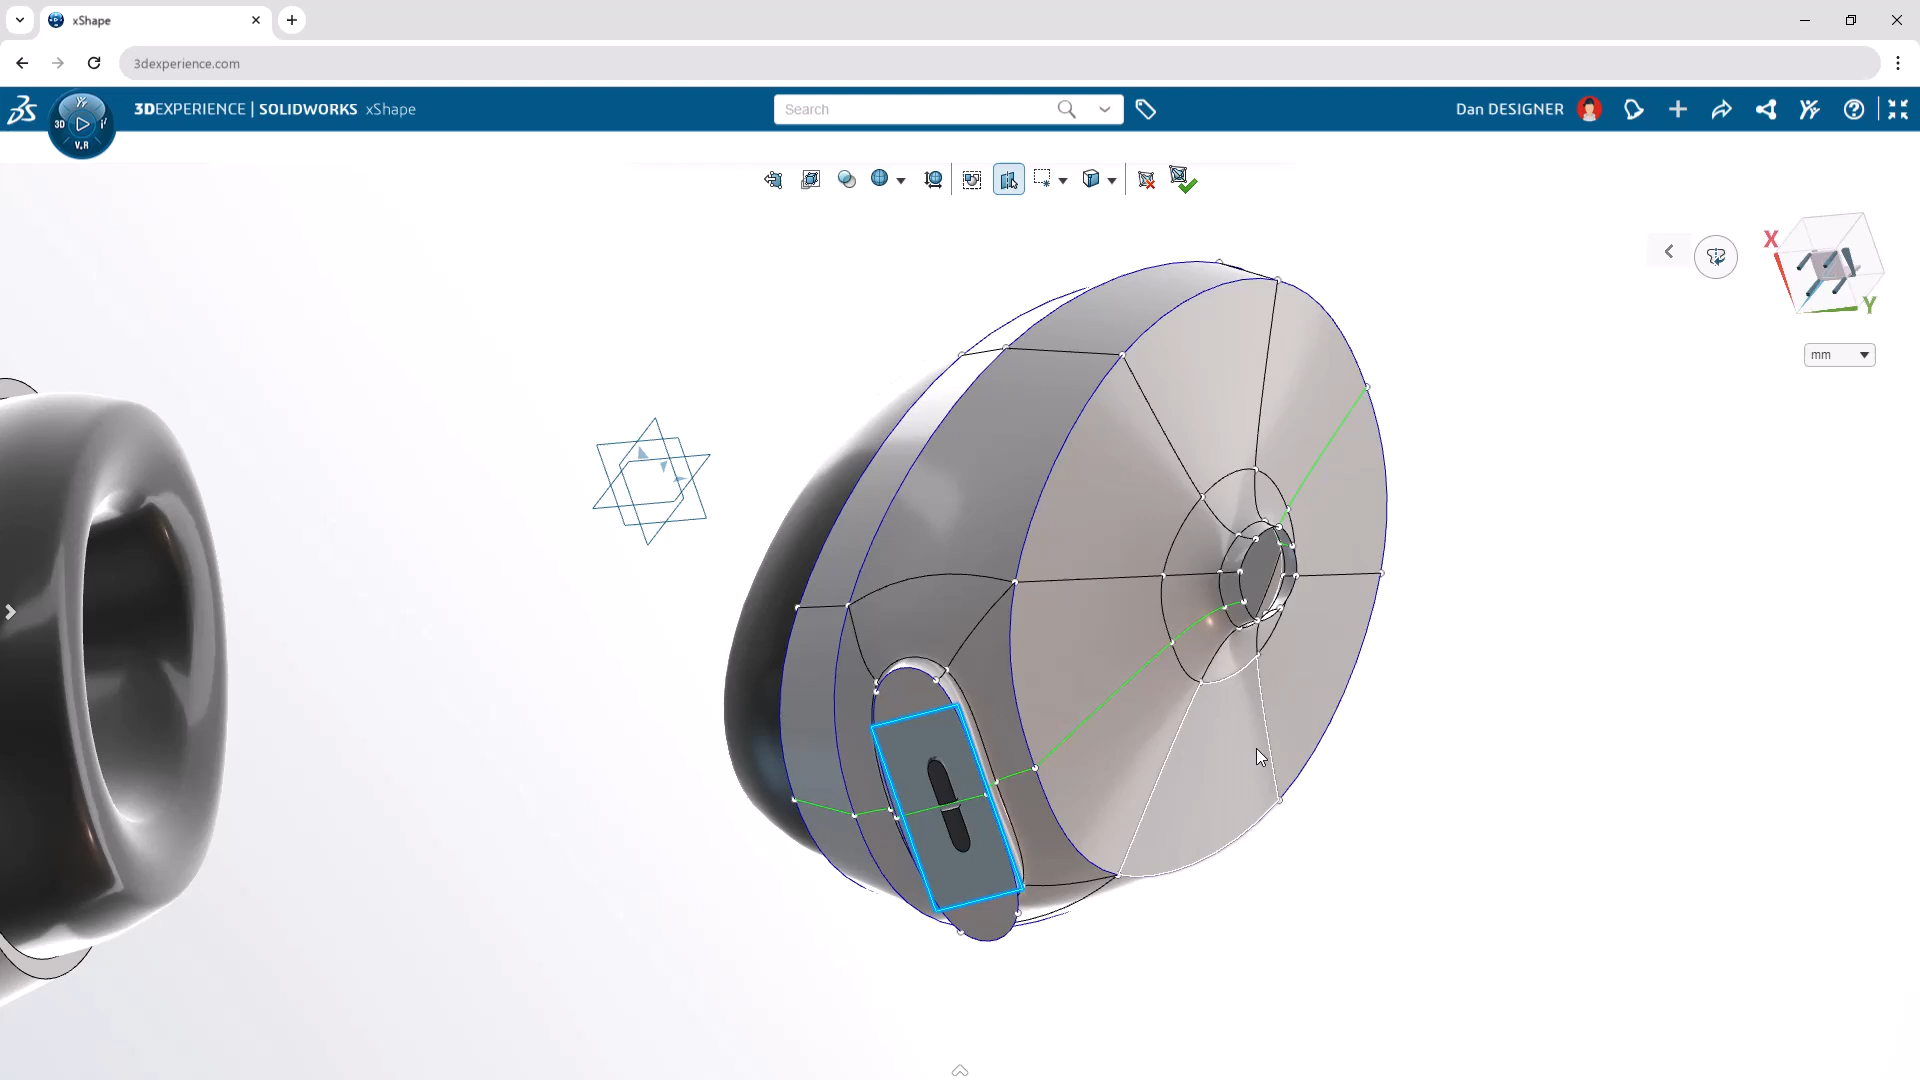 xShape
3dexperience.com
3DEXPERIENCE | SOLIDWORKS xShape
Search
Dan DESIGNER
3D
V.R
X
Y
mm